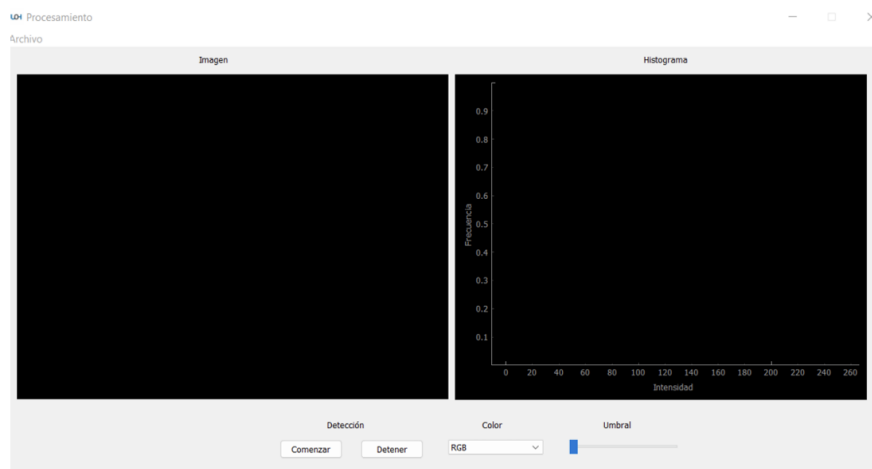 Procesamiento
Archivo
Imagen
Histograma
0.9
0.8
0.7
0.6
0.5
0.4
0.3
0.2
0.1
Frecuencia
0 20 40 60 80 100 120 140 160 180 200 220 240 260
Intensidad
Detección Color Umbral
Comenzar Detener RGB